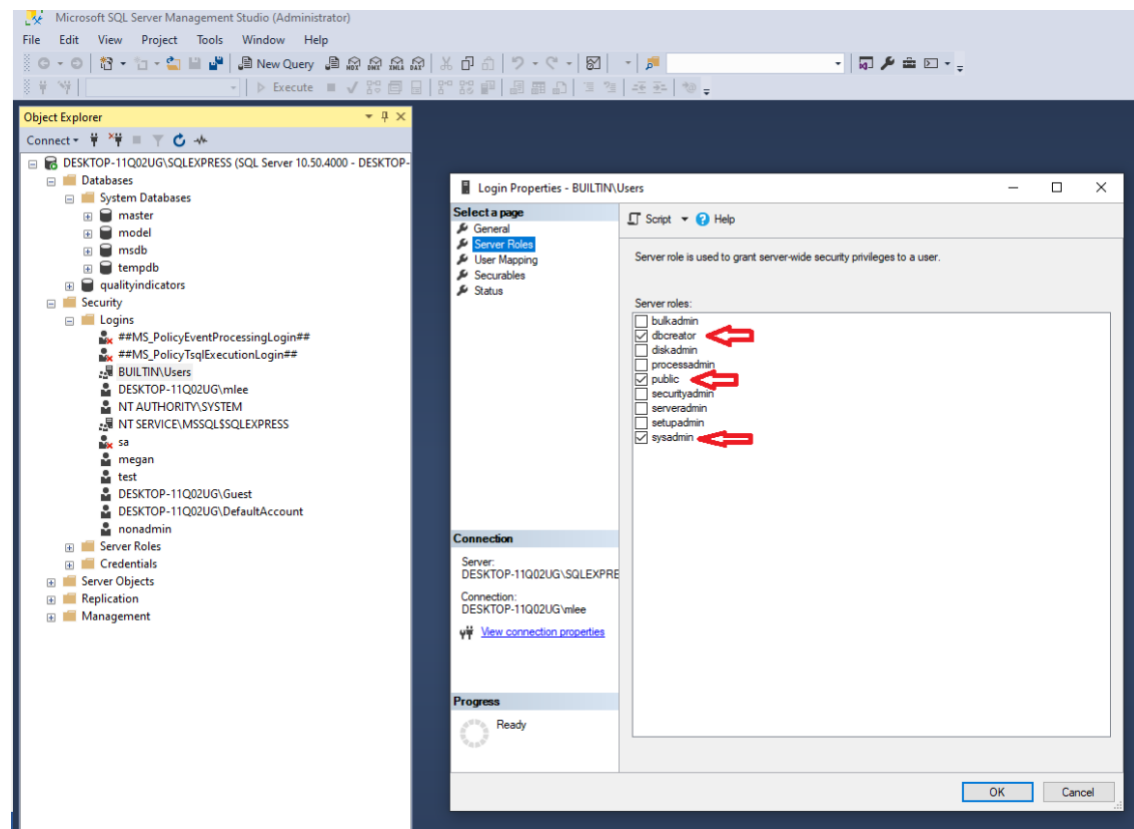 Microsoft SQL Server Management Studio (Administrator)
File Edit View Project Tools Window Help
New Query MDX DMX XMLA DAX
Execute
Object Explorer
Connect
DESKTOP-11Q02UG\SQLEXPRESS (SQL Server 10.50.4000 - DESKTOP-
Databases
System Databases
master
model
msdb
tempdb
qualityindicators
Security
Logins
##MS_PolicyEventProcessingLogin##
##MS_PolicyTsqlExecutionLogin##
BUILTIN\Users
DESKTOP-11Q02UG\mlee
NT AUTHORITY\SYSTEM
NT SERVICE\MSSQL$SQLEXPRESS
sa
megan
test
DESKTOP-11Q02UG\Guest
DESKTOP-11Q02UG\DefaultAccount
nonadmin
Server Roles
Credentials
Server Objects
Replication
Management
Login Properties - BUILTIN\Users
Select a page
General
Server Roles
User Mapping
Securables
Status
Script Help
Server role is used to grant server-wide security privileges to a user.
Server roles:
bulkadmin
dbcreator
diskadmin
processadmin
public
securityadmin
serveradmin
setupadmin
sysadmin
Connection
Server:
DESKTOP-11Q02UG\SQLEXPRE
Connection:
DESKTOP-11Q02UG\mlee
View connection properties
Progress
Ready
OK Cancel